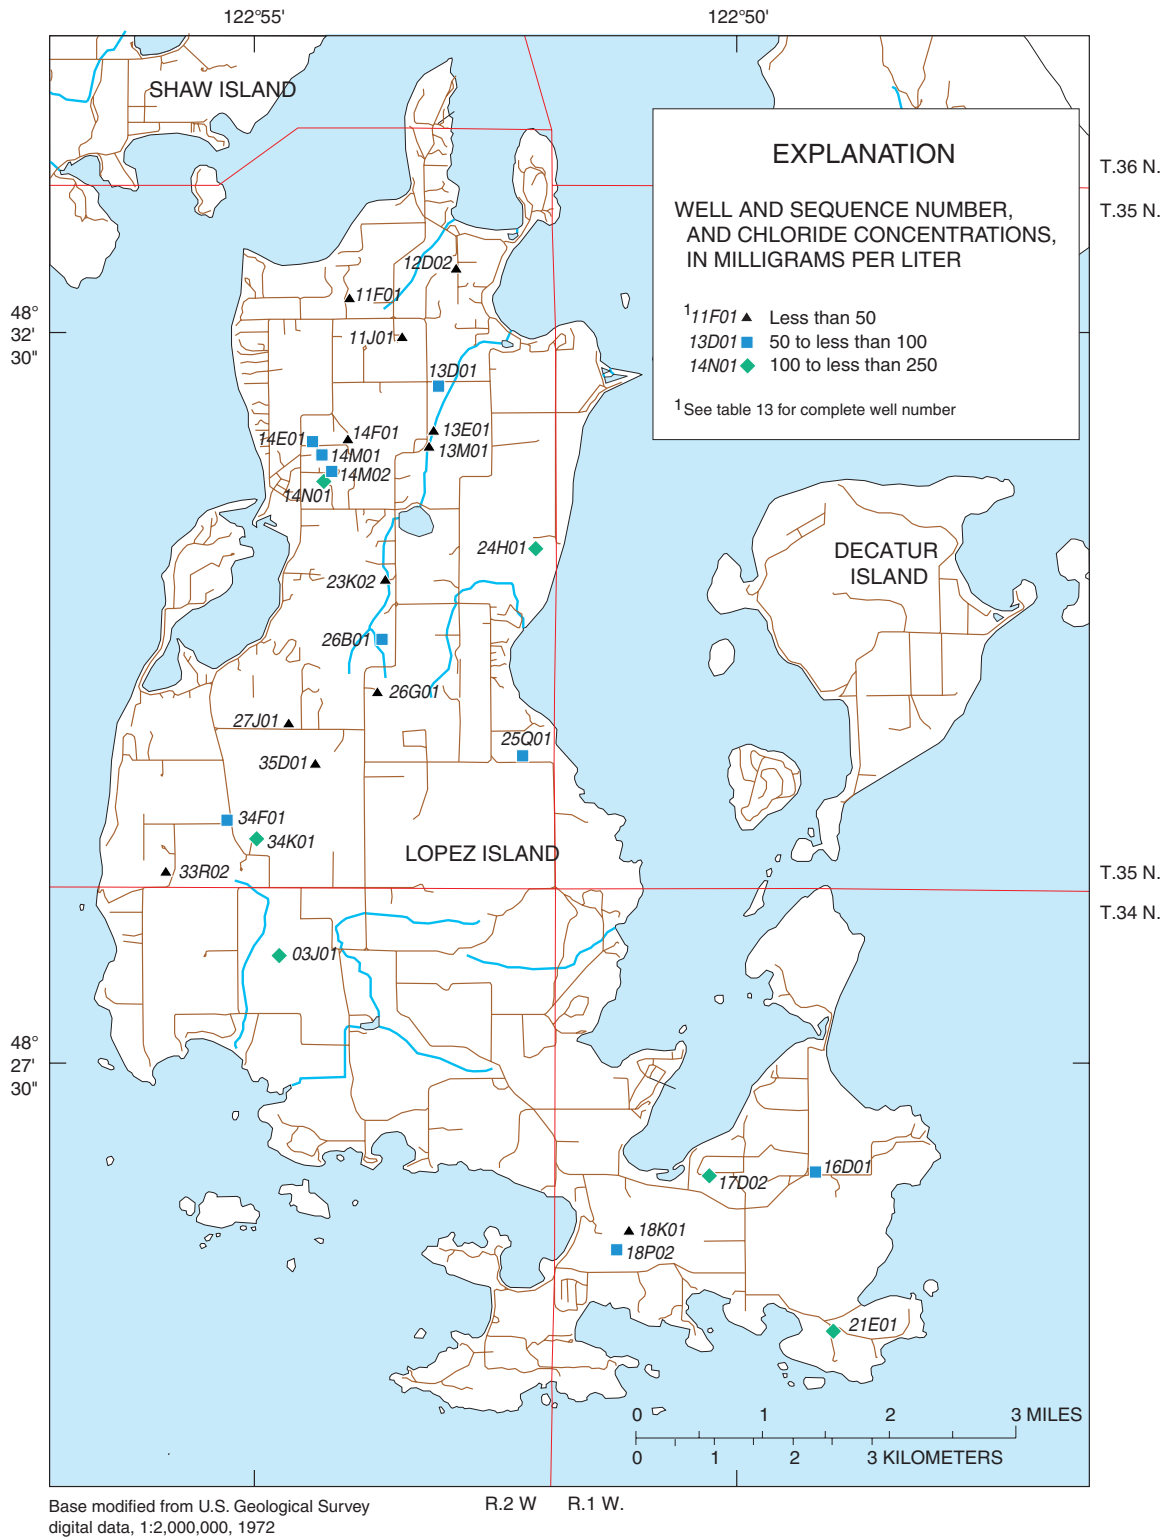 122°55'
122°50'
SHAW ISLAND
EXPLANATION
WELL AND SEQUENCE NUMBER,
AND CHLORIDE CONCENTRATIONS,
IN MILLIGRAMS PER LITER
1 11F01 Less than 50
13D01 50 to less than 100
14N01 100 to less than 250
1 See table 13 for complete well number
T.36 N.
T.35 N.
48°
32'
30"
12D02
11F01
11J01
13D01
14E01
14F01
13E01
14M01
13M01
14M02
14N01
24H01
DECATUR
ISLAND
23K02
26B01
26G01
27J01
25Q01
35D01
34F01
34K01
LOPEZ ISLAND
33R02
T.35 N.
T.34 N.
03J01
48°
27'
30"
16D01
17D02
18K01
18P02
21E01
0 1 2 3 MILES
0 1 2 3 KILOMETERS
R.2 W R.1 W.
Base modified from U.S. Geological Survey
digital data, 1:2,000,000, 1972